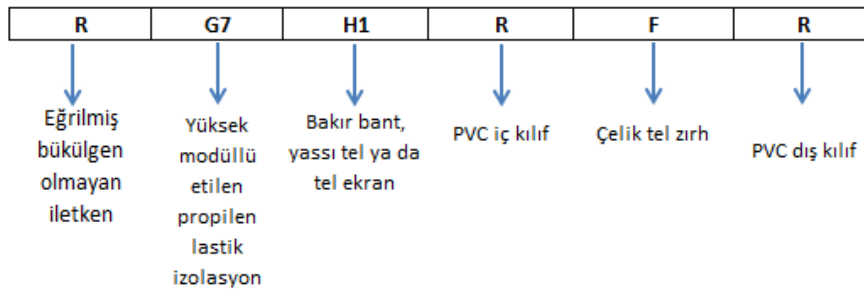 R G7 H1 R F R
Eğrilmiş
bükülgen
olmayan
iletken
Yüksek
modüllü
etilen
propilen
lastik
izolasyon
Bakır bant,
yassı tel ya da
tel ekran
PVC iç kılıf
Çelik tel zırh
PVC dış kılıf